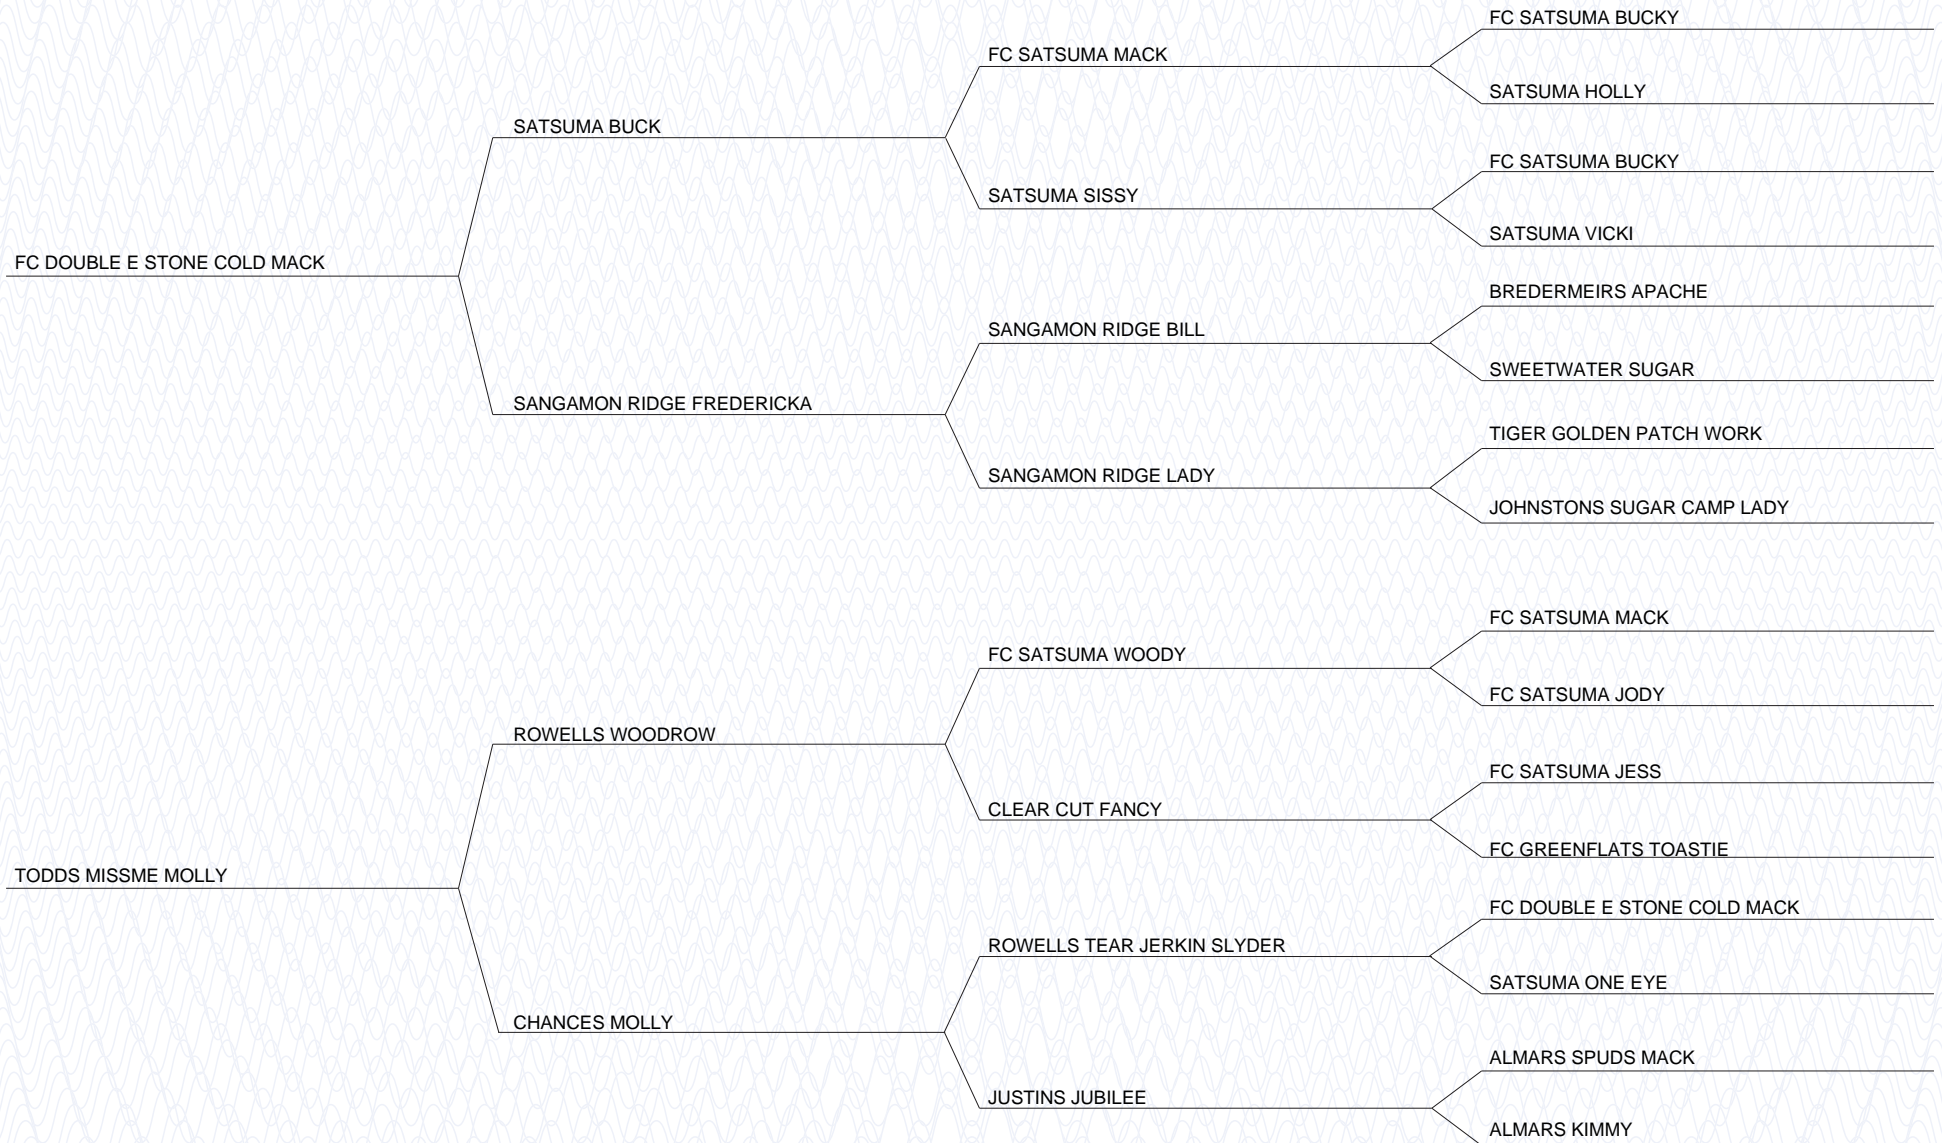 FC SATSUMA BUCKY
FC SATSUMA MACK
SATSUMA HOLLY
SATSUMA BUCK
FC SATSUMA BUCKY
SATSUMA SISSY
SATSUMA VICKI
FC DOUBLE E STONE COLD MACK
BREDERMEIRS APACHE
SANGAMON RIDGE BILL
SWEETWATER SUGAR
SANGAMON RIDGE FREDERICKA
TIGER GOLDEN PATCH WORK
SANGAMON RIDGE LADY
JOHNSTONS SUGAR CAMP LADY
FC SATSUMA MACK
FC SATSUMA WOODY
FC SATSUMA JODY
ROWELLS WOODROW
FC SATSUMA JESS
CLEAR CUT FANCY
FC GREENFLATS TOASTIE
TODDS MISSME MOLLY
FC DOUBLE E STONE COLD MACK
ROWELLS TEAR JERKIN SLYDER
SATSUMA ONE EYE
CHANCES MOLLY
ALMARS SPUDS MACK
JUSTINS JUBILEE
ALMARS KIMMY